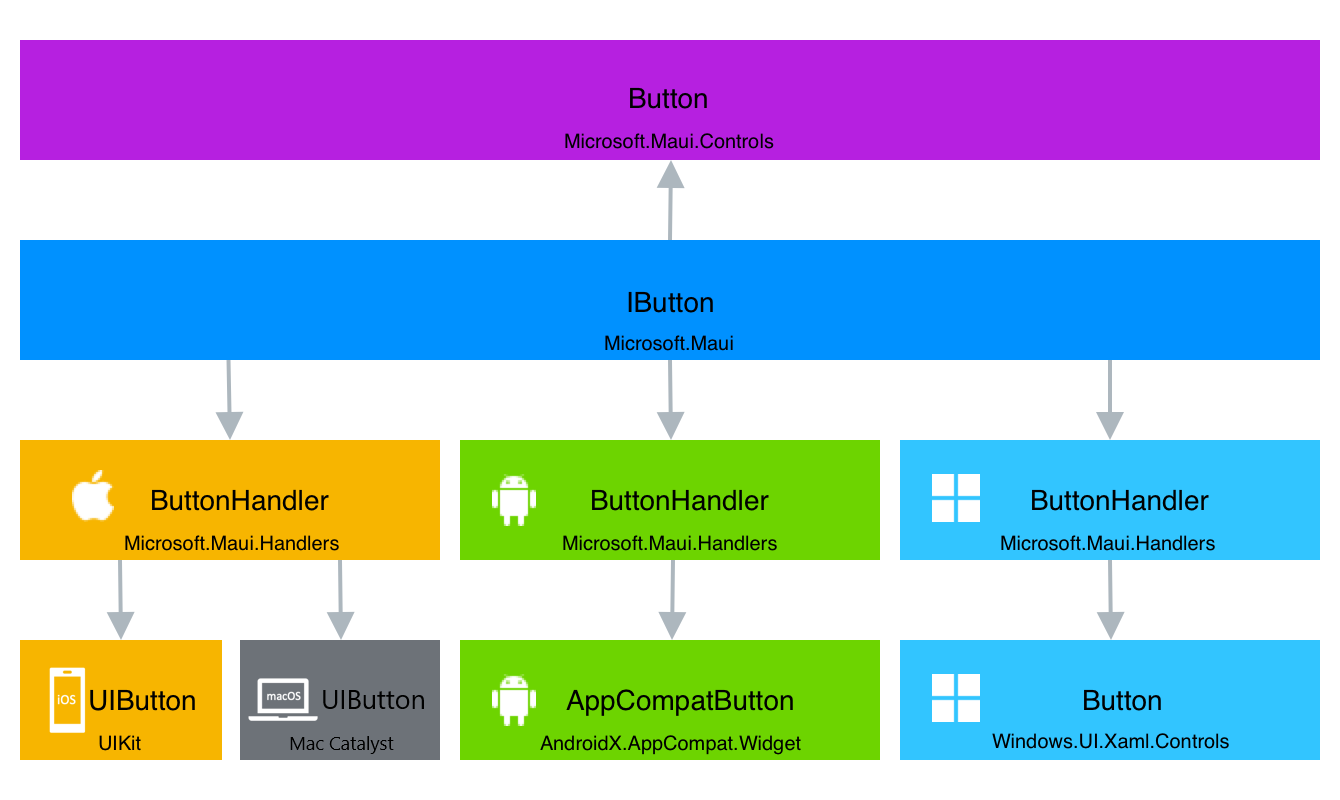 Button
Microsoft.Maui.Controls
IButton
Microsoft.Maui
ButtonHandler
Microsoft.Maui.Handlers
ButtonHandler
Microsoft.Maui.Handlers
ButtonHandler
Microsoft.Maui.Handlers
iOS
UIButton
UIKit
macOS
UIButton
Mac Catalyst
AppCompatButton
AndroidX.AppCompat.Widget
Button
Windows.UI.Xaml.Controls